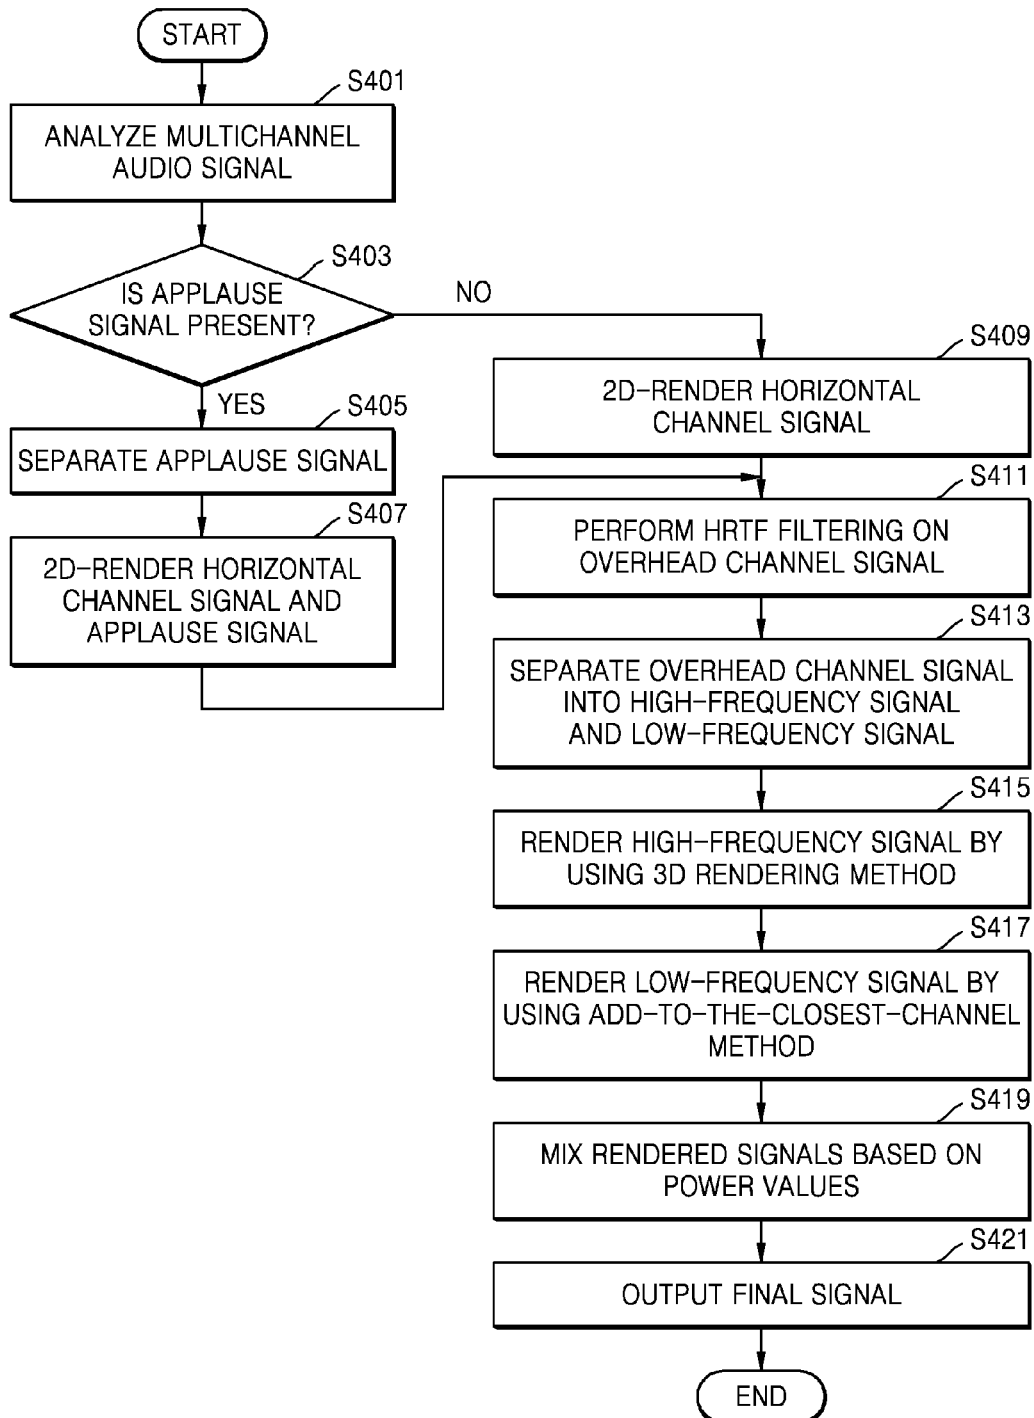 START
S401
ANALYZE MULTICHANNEL
AUDIO SIGNAL
S403
IS APPLAUSE
SIGNAL PRESENT?
NO
YES
S405
SEPARATE APPLAUSE SIGNAL
S407
2D-RENDER HORIZONTAL
CHANNEL SIGNAL AND
APPLAUSE SIGNAL
S409
2D-RENDER HORIZONTAL
CHANNEL SIGNAL
S411
PERFORM HRTF FILTERING ON
OVERHEAD CHANNEL SIGNAL
S413
SEPARATE OVERHEAD CHANNEL SIGNAL
INTO HIGH-FREQUENCY SIGNAL
AND LOW-FREQUENCY SIGNAL
S415
RENDER HIGH-FREQUENCY SIGNAL BY
USING 3D RENDERING METHOD
S417
RENDER LOW-FREQUENCY SIGNAL BY
USING ADD-TO-THE-CLOSEST-CHANNEL
METHOD
S419
MIX RENDERED SIGNALS BASED ON
POWER VALUES
S421
OUTPUT FINAL SIGNAL
END